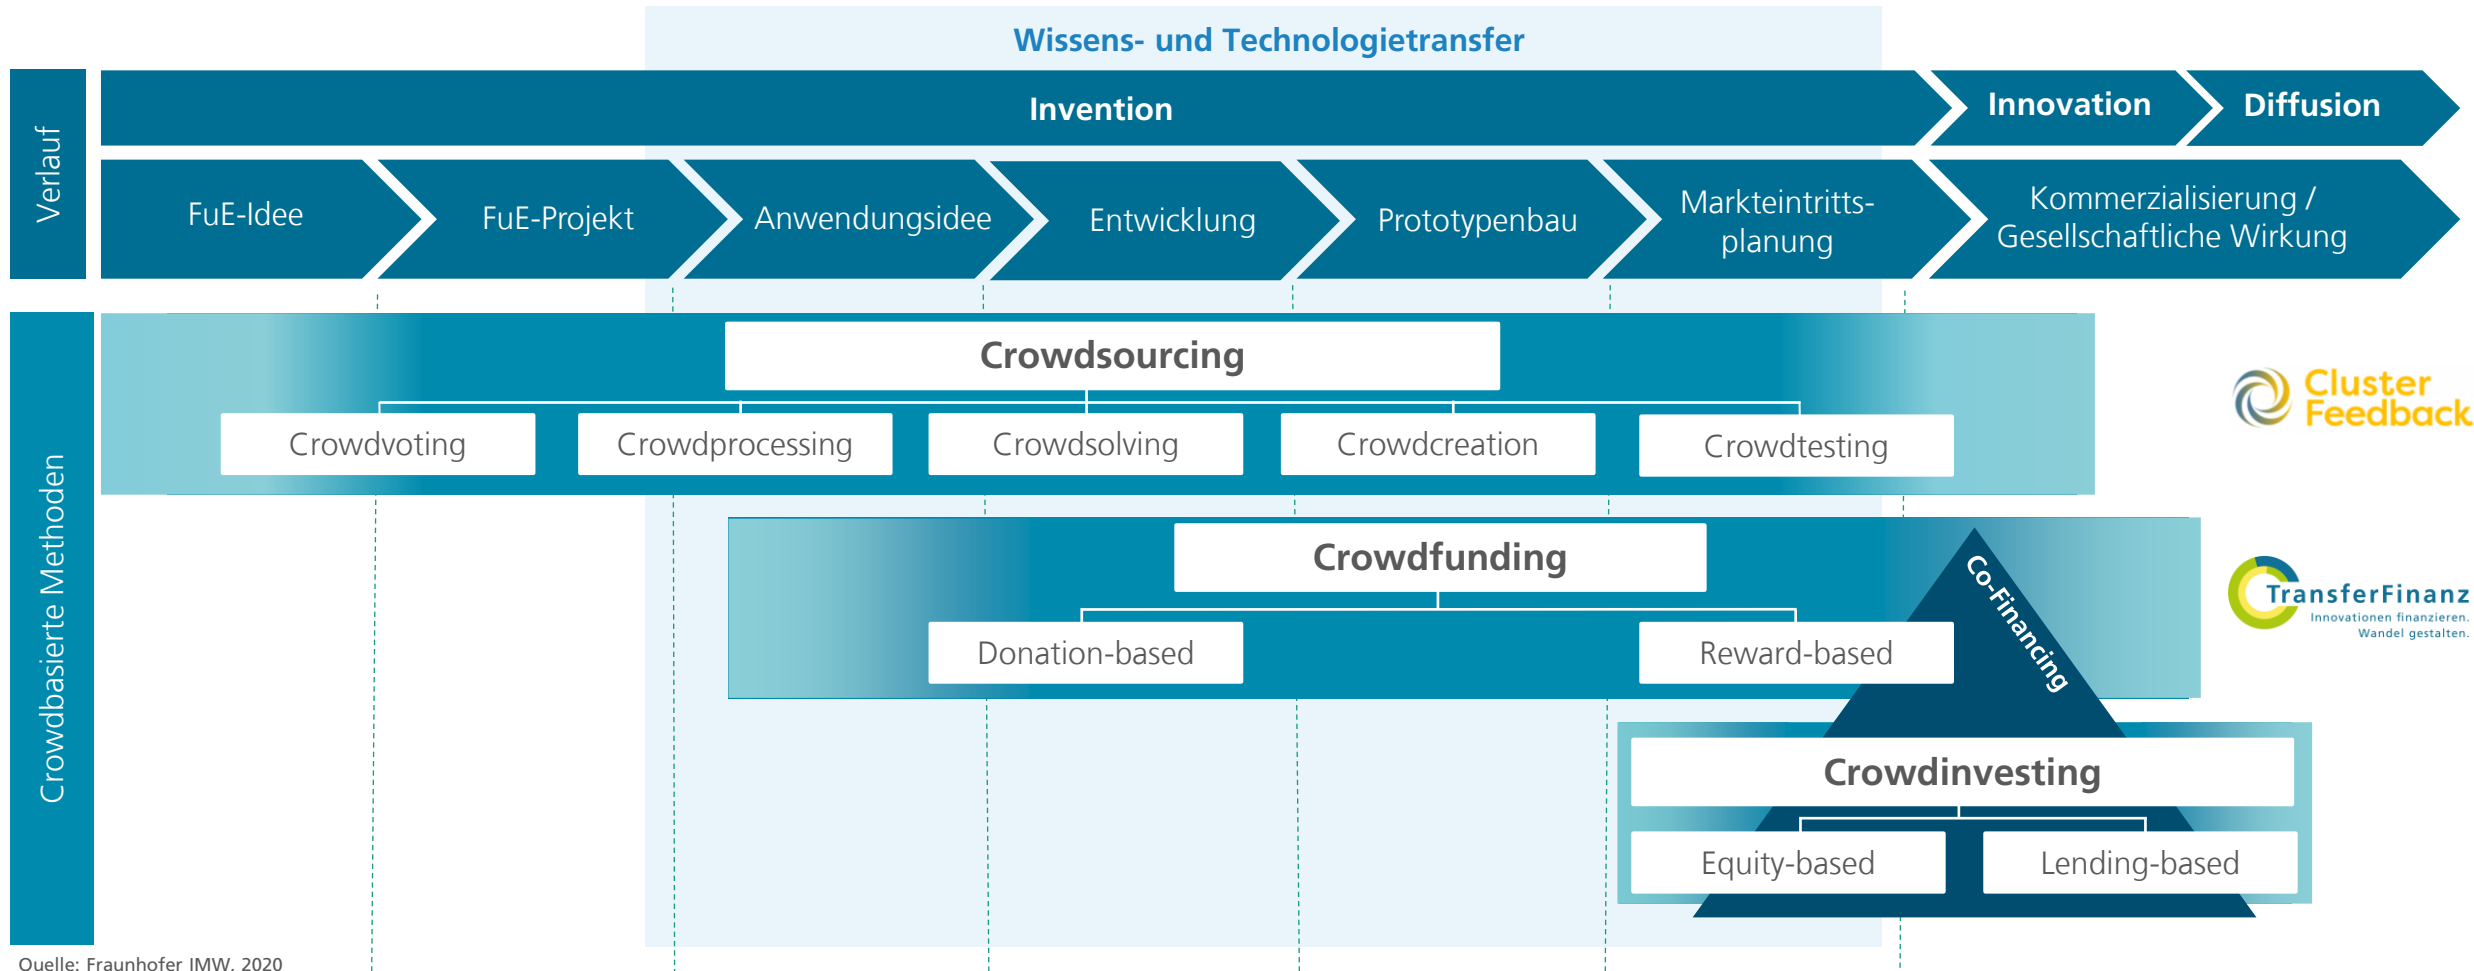 Wissens- und Technologietransfer
Verlauf
Invention
Innovation
Diffusion
FuE-Idee
FuE-Projekt
Anwendungsidee
Entwicklung
Prototypenbau
Markteintritts-
planung
Kommerzialisierung /
Gesellschaftliche Wirkung
Crowdbasierte Methoden
Crowdsourcing
Crowdvoting
Crowdprocessing
Crowdsolving
Crowdcreation
Crowdtesting
Cluster
Feedback
Crowdfunding
Donation-based
Reward-based
Co-Financing
TransferFinanz
Innovationen finanzieren.
Wandel gestalten.
Crowdinvesting
Equity-based
Lending-based
Quelle: Fraunhofer IMW, 2020